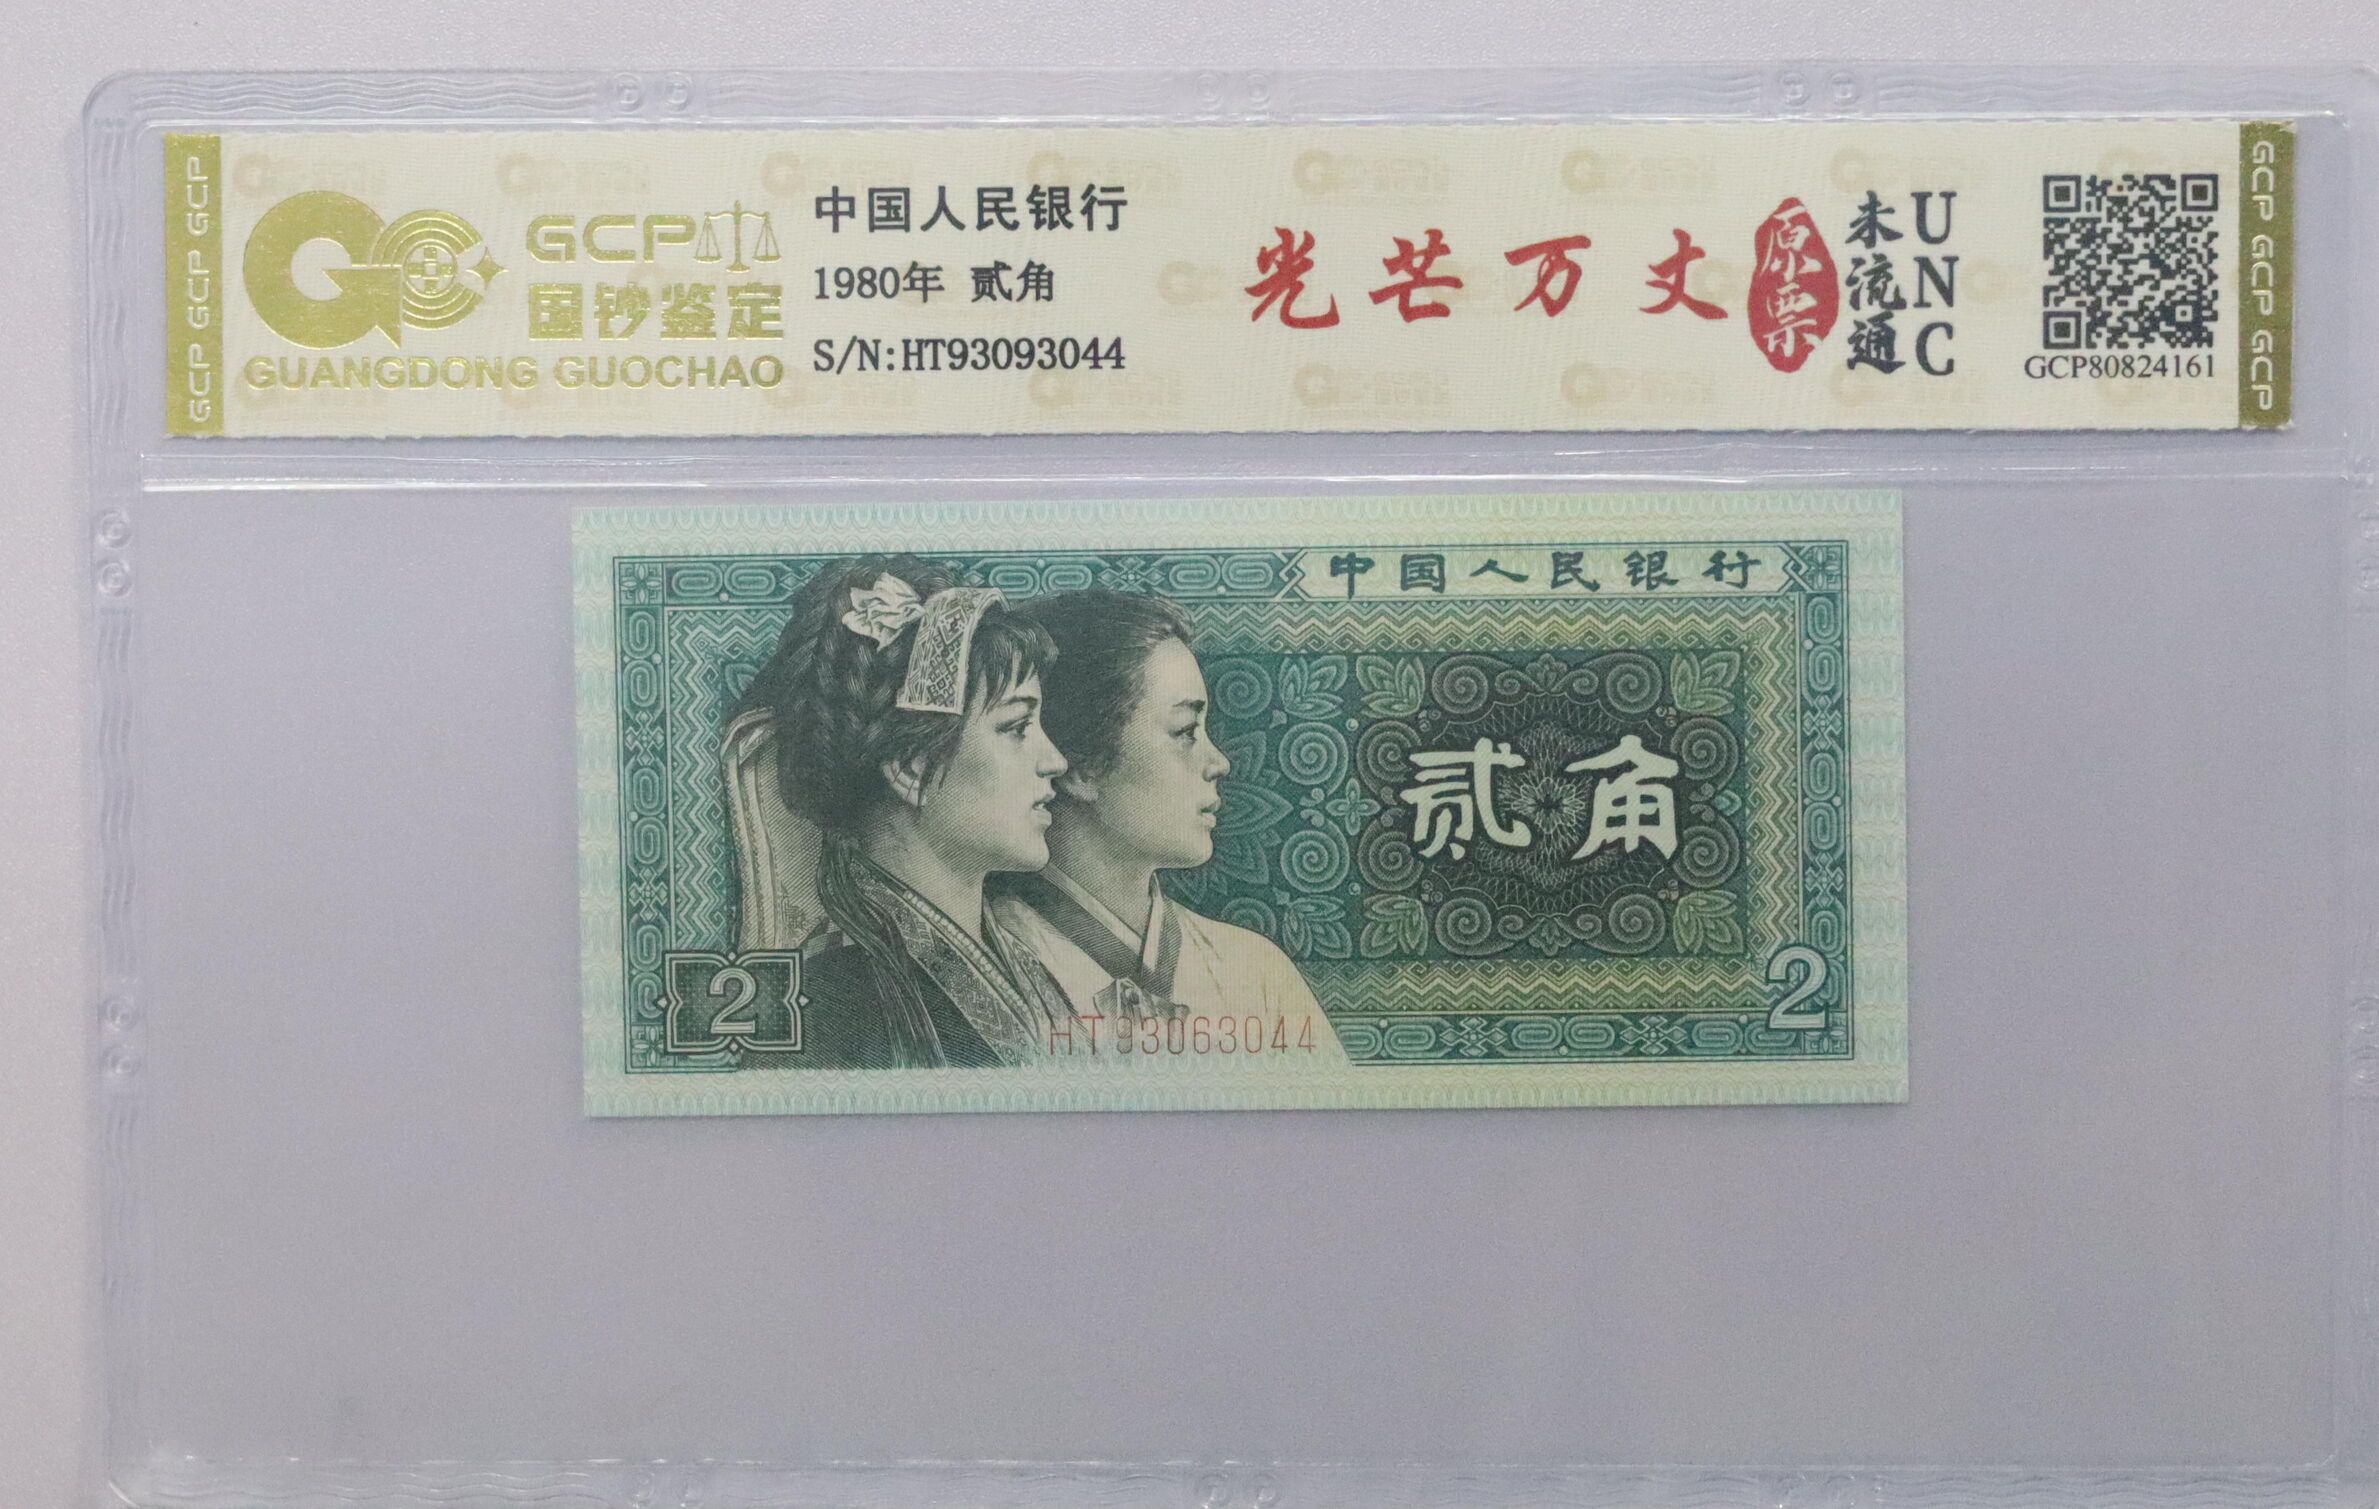 GCP GCP GCP
GCP
国钞鉴定
GUANGDONG GUOCHAO
中国人民银行
1980年 贰角
S/N:HT93093044
光芒万丈
原票
未流通
UNC
GCP80824161
GCP GCP GCP
中国人民银行
贰角
2
2
HT93063044